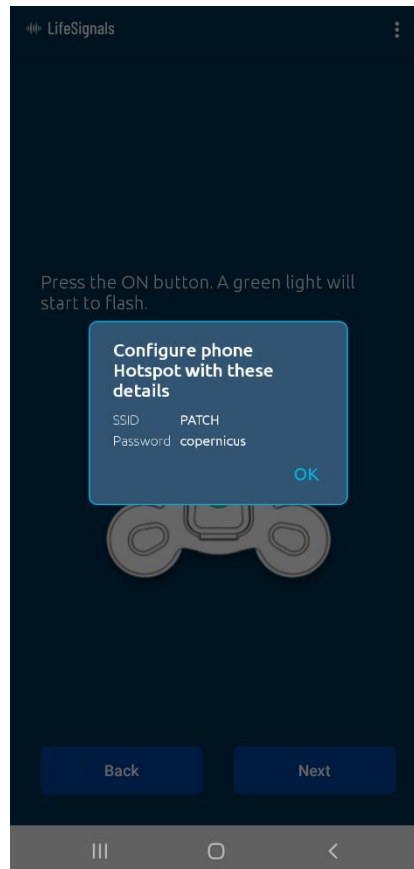 LifeSignals
Press the ON button. A green light will
start to flash.
Configure phone
Hotspot with these
details
SSID PATCH
Password copernicus
OK
Back Next